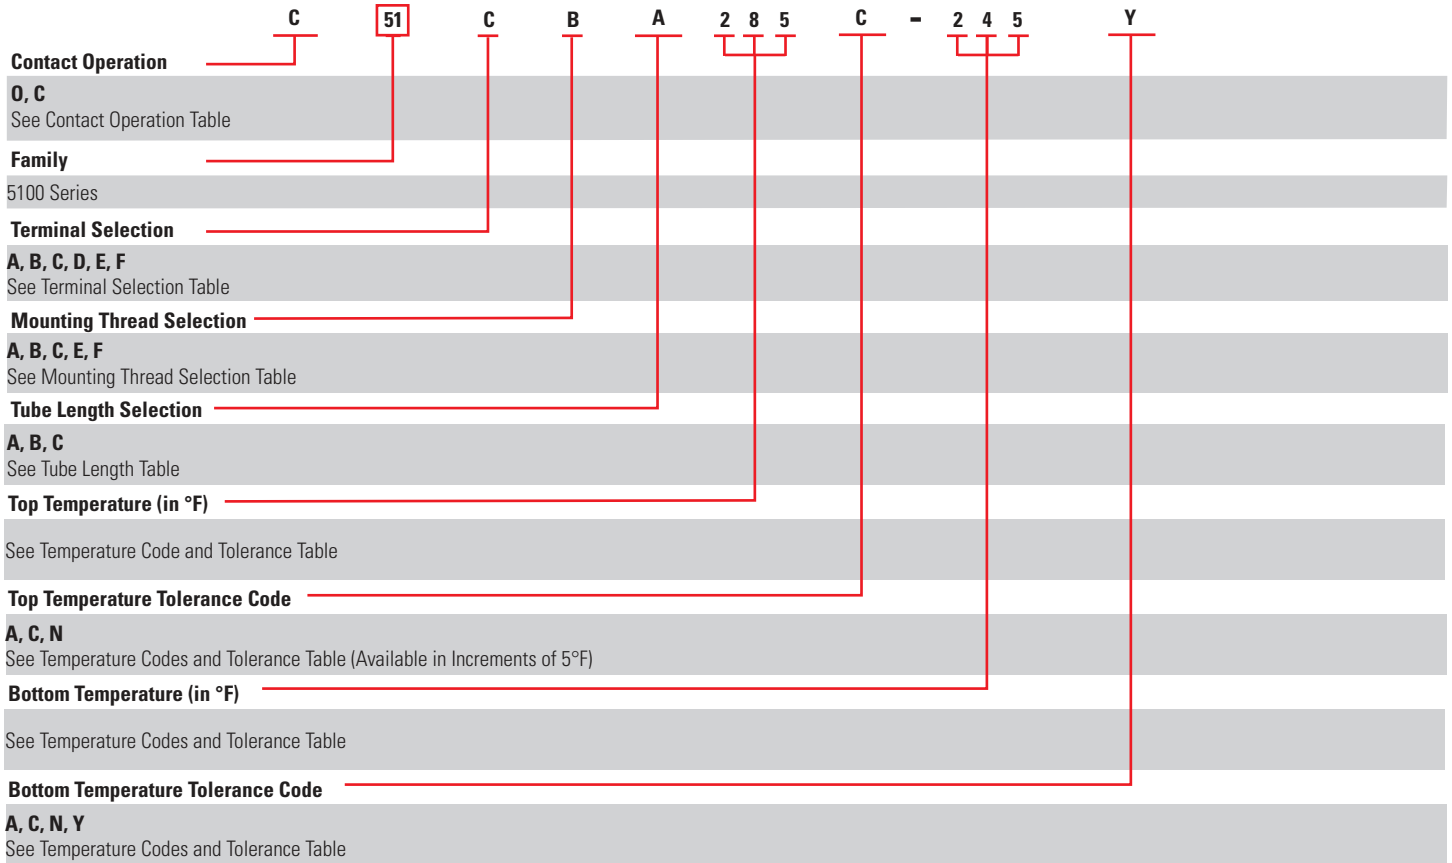 C 51 C B A 2 8 5 C - 2 4 5 Y
Contact Operation
O, C
See Contact Operation Table
Family
5100 Series
Terminal Selection
A, B, C, D, E, F
See Terminal Selection Table
Mounting Thread Selection
A, B, C, E, F
See Mounting Thread Selection Table
Tube Length Selection
A, B, C
See Tube Length Table
Top Temperature (in °F)
See Temperature Code and Tolerance Table
Top Temperature Tolerance Code
A, C, N
See Temperature Codes and Tolerance Table (Available in Increments of 5°F)
Bottom Temperature (in °F)
See Temperature Codes and Tolerance Table
Bottom Temperature Tolerance Code
A, C, N, Y
See Temperature Codes and Tolerance Table